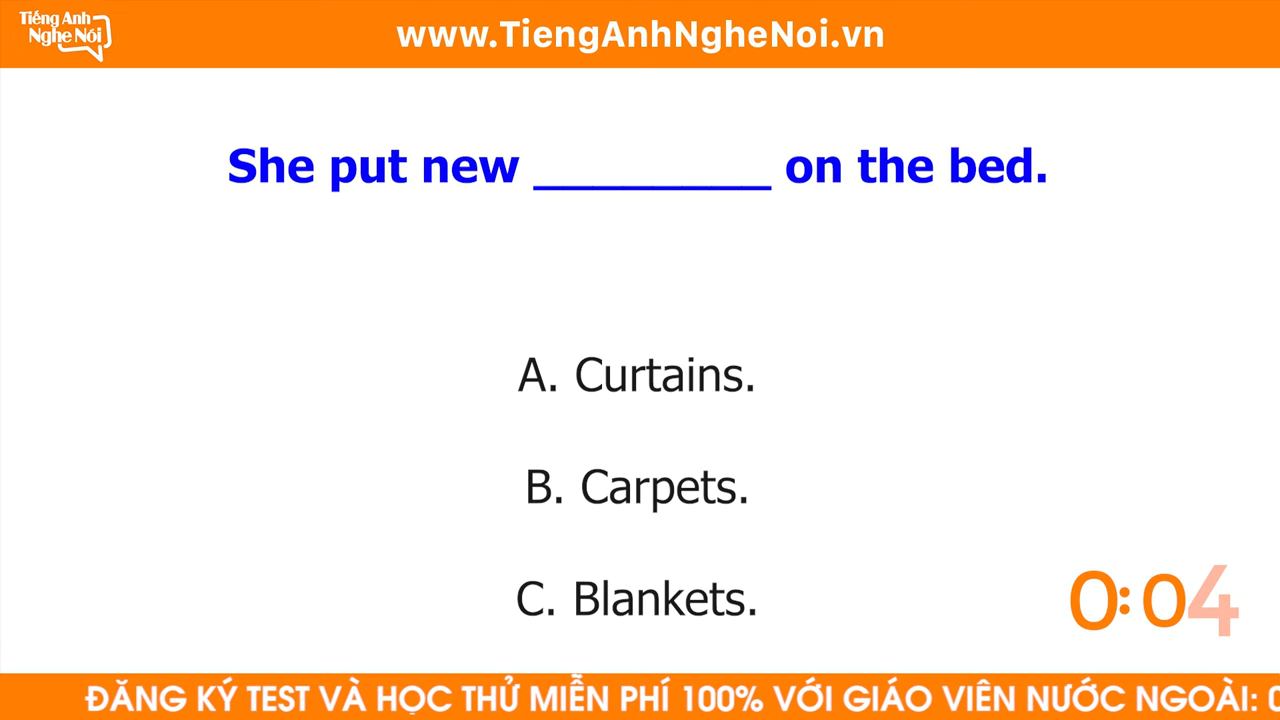 Tiếng Anh
Nghe Nói
www.TiengAnhNgheNoi.vn
She put new ________ on the bed.
A. Curtains.
B. Carpets.
C. Blankets.
0:04
ĐĂNG KÝ TEST VÀ HỌC THỬ MIỄN PHÍ 100% VỚI GIÁO VIÊN NƯỚC NGOÀI: 0